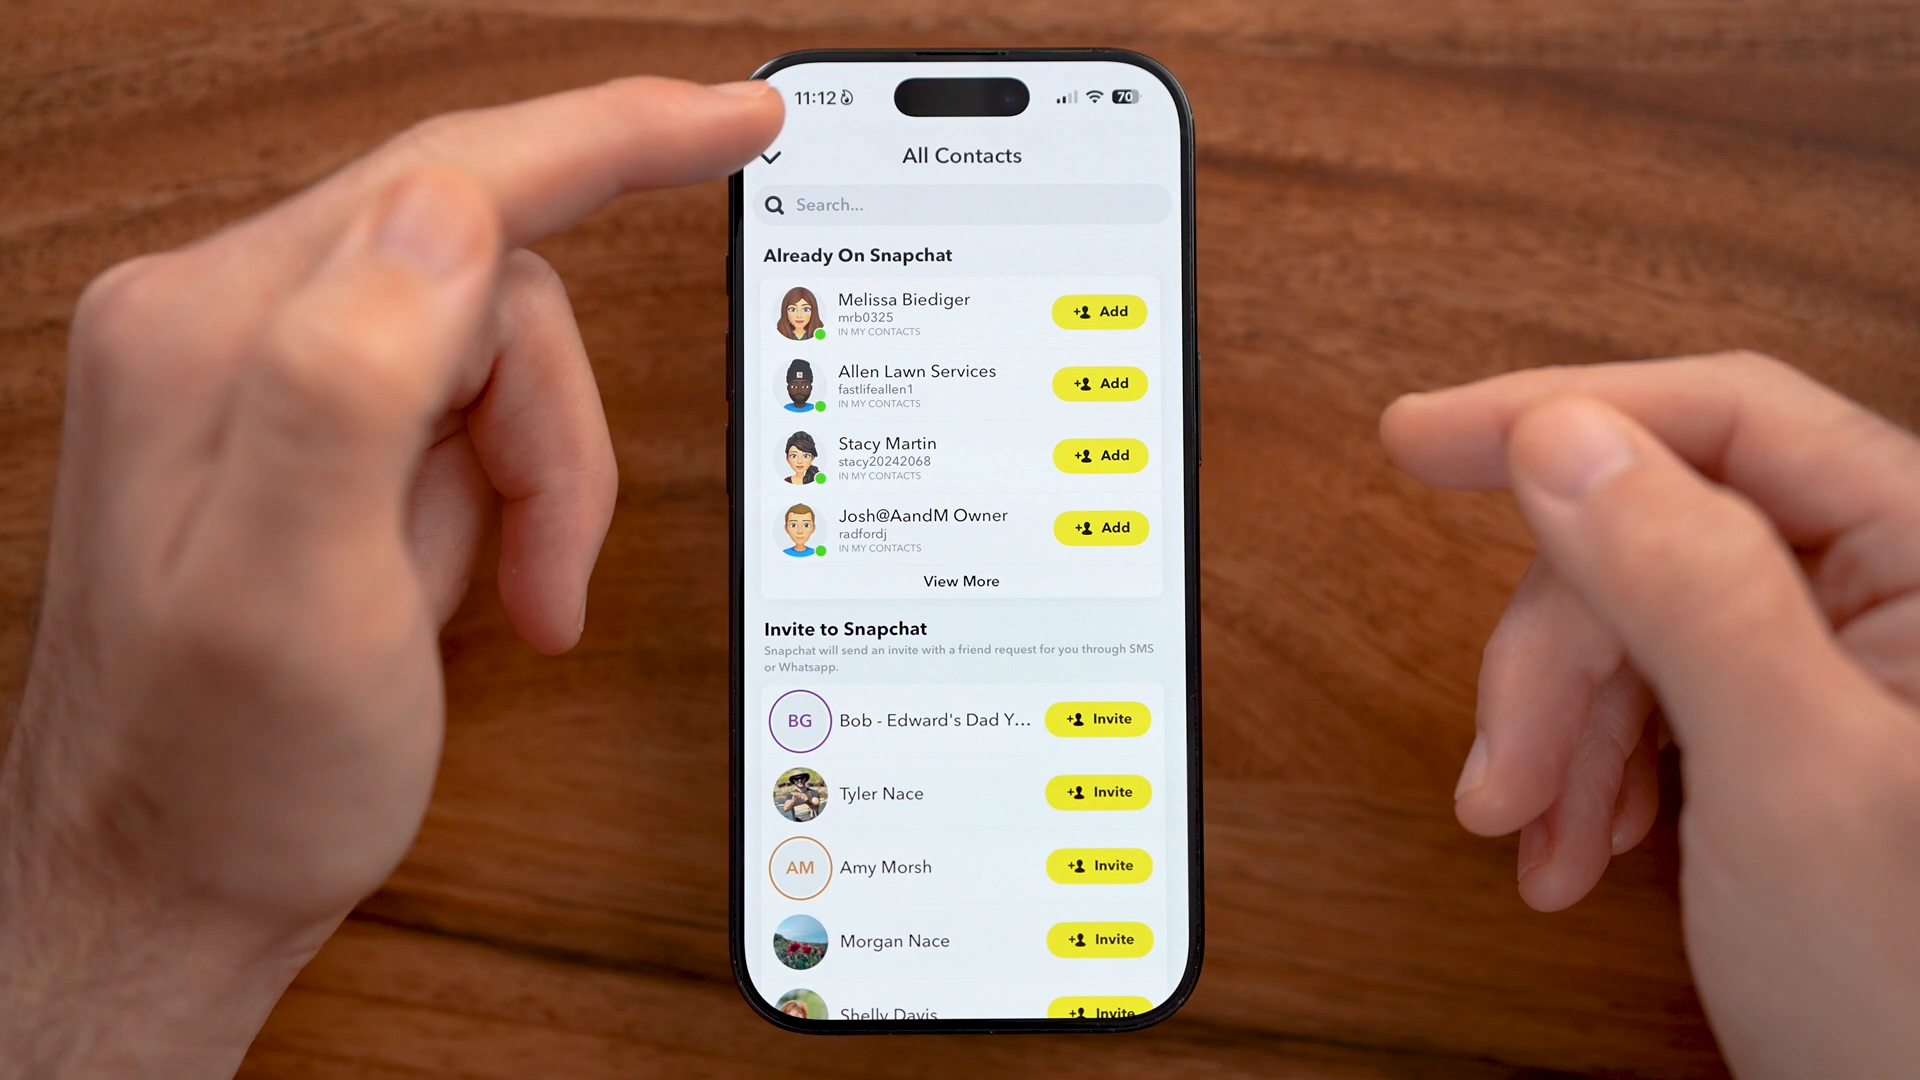 11:12
70
All Contacts
Search...
Already On Snapchat
Melissa Biediger
mrb0325
IN MY CONTACTS
Add
Allen Lawn Services
fastlifeallen1
IN MY CONTACTS
Add
Stacy Martin
stacy20242068
IN MY CONTACTS
Add
Josh@AandM Owner
radfordj
IN MY CONTACTS
Add
View More
Invite to Snapchat
Snapchat will send an invite with a friend request for you through SMS
or Whatsapp.
BG
Bob - Edward's Dad Y...
Invite
Tyler Nace
Invite
AM
Amy Morsh
Invite
Morgan Nace
Invite
Shelly Davis
Invite